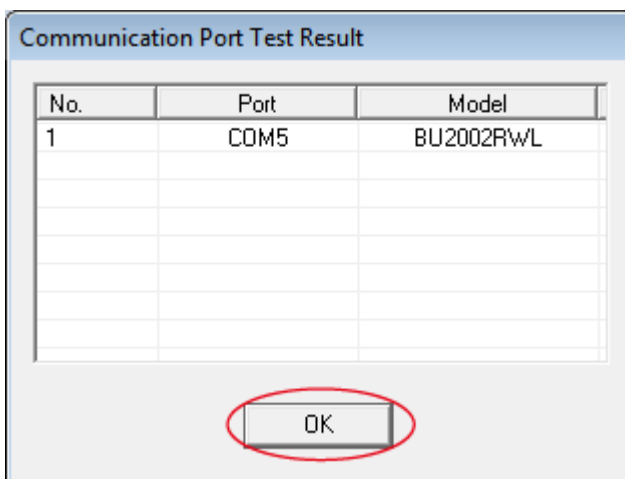 Communication Port Test Result
No. Port Model
1 COM5 BU2002RWL
OK